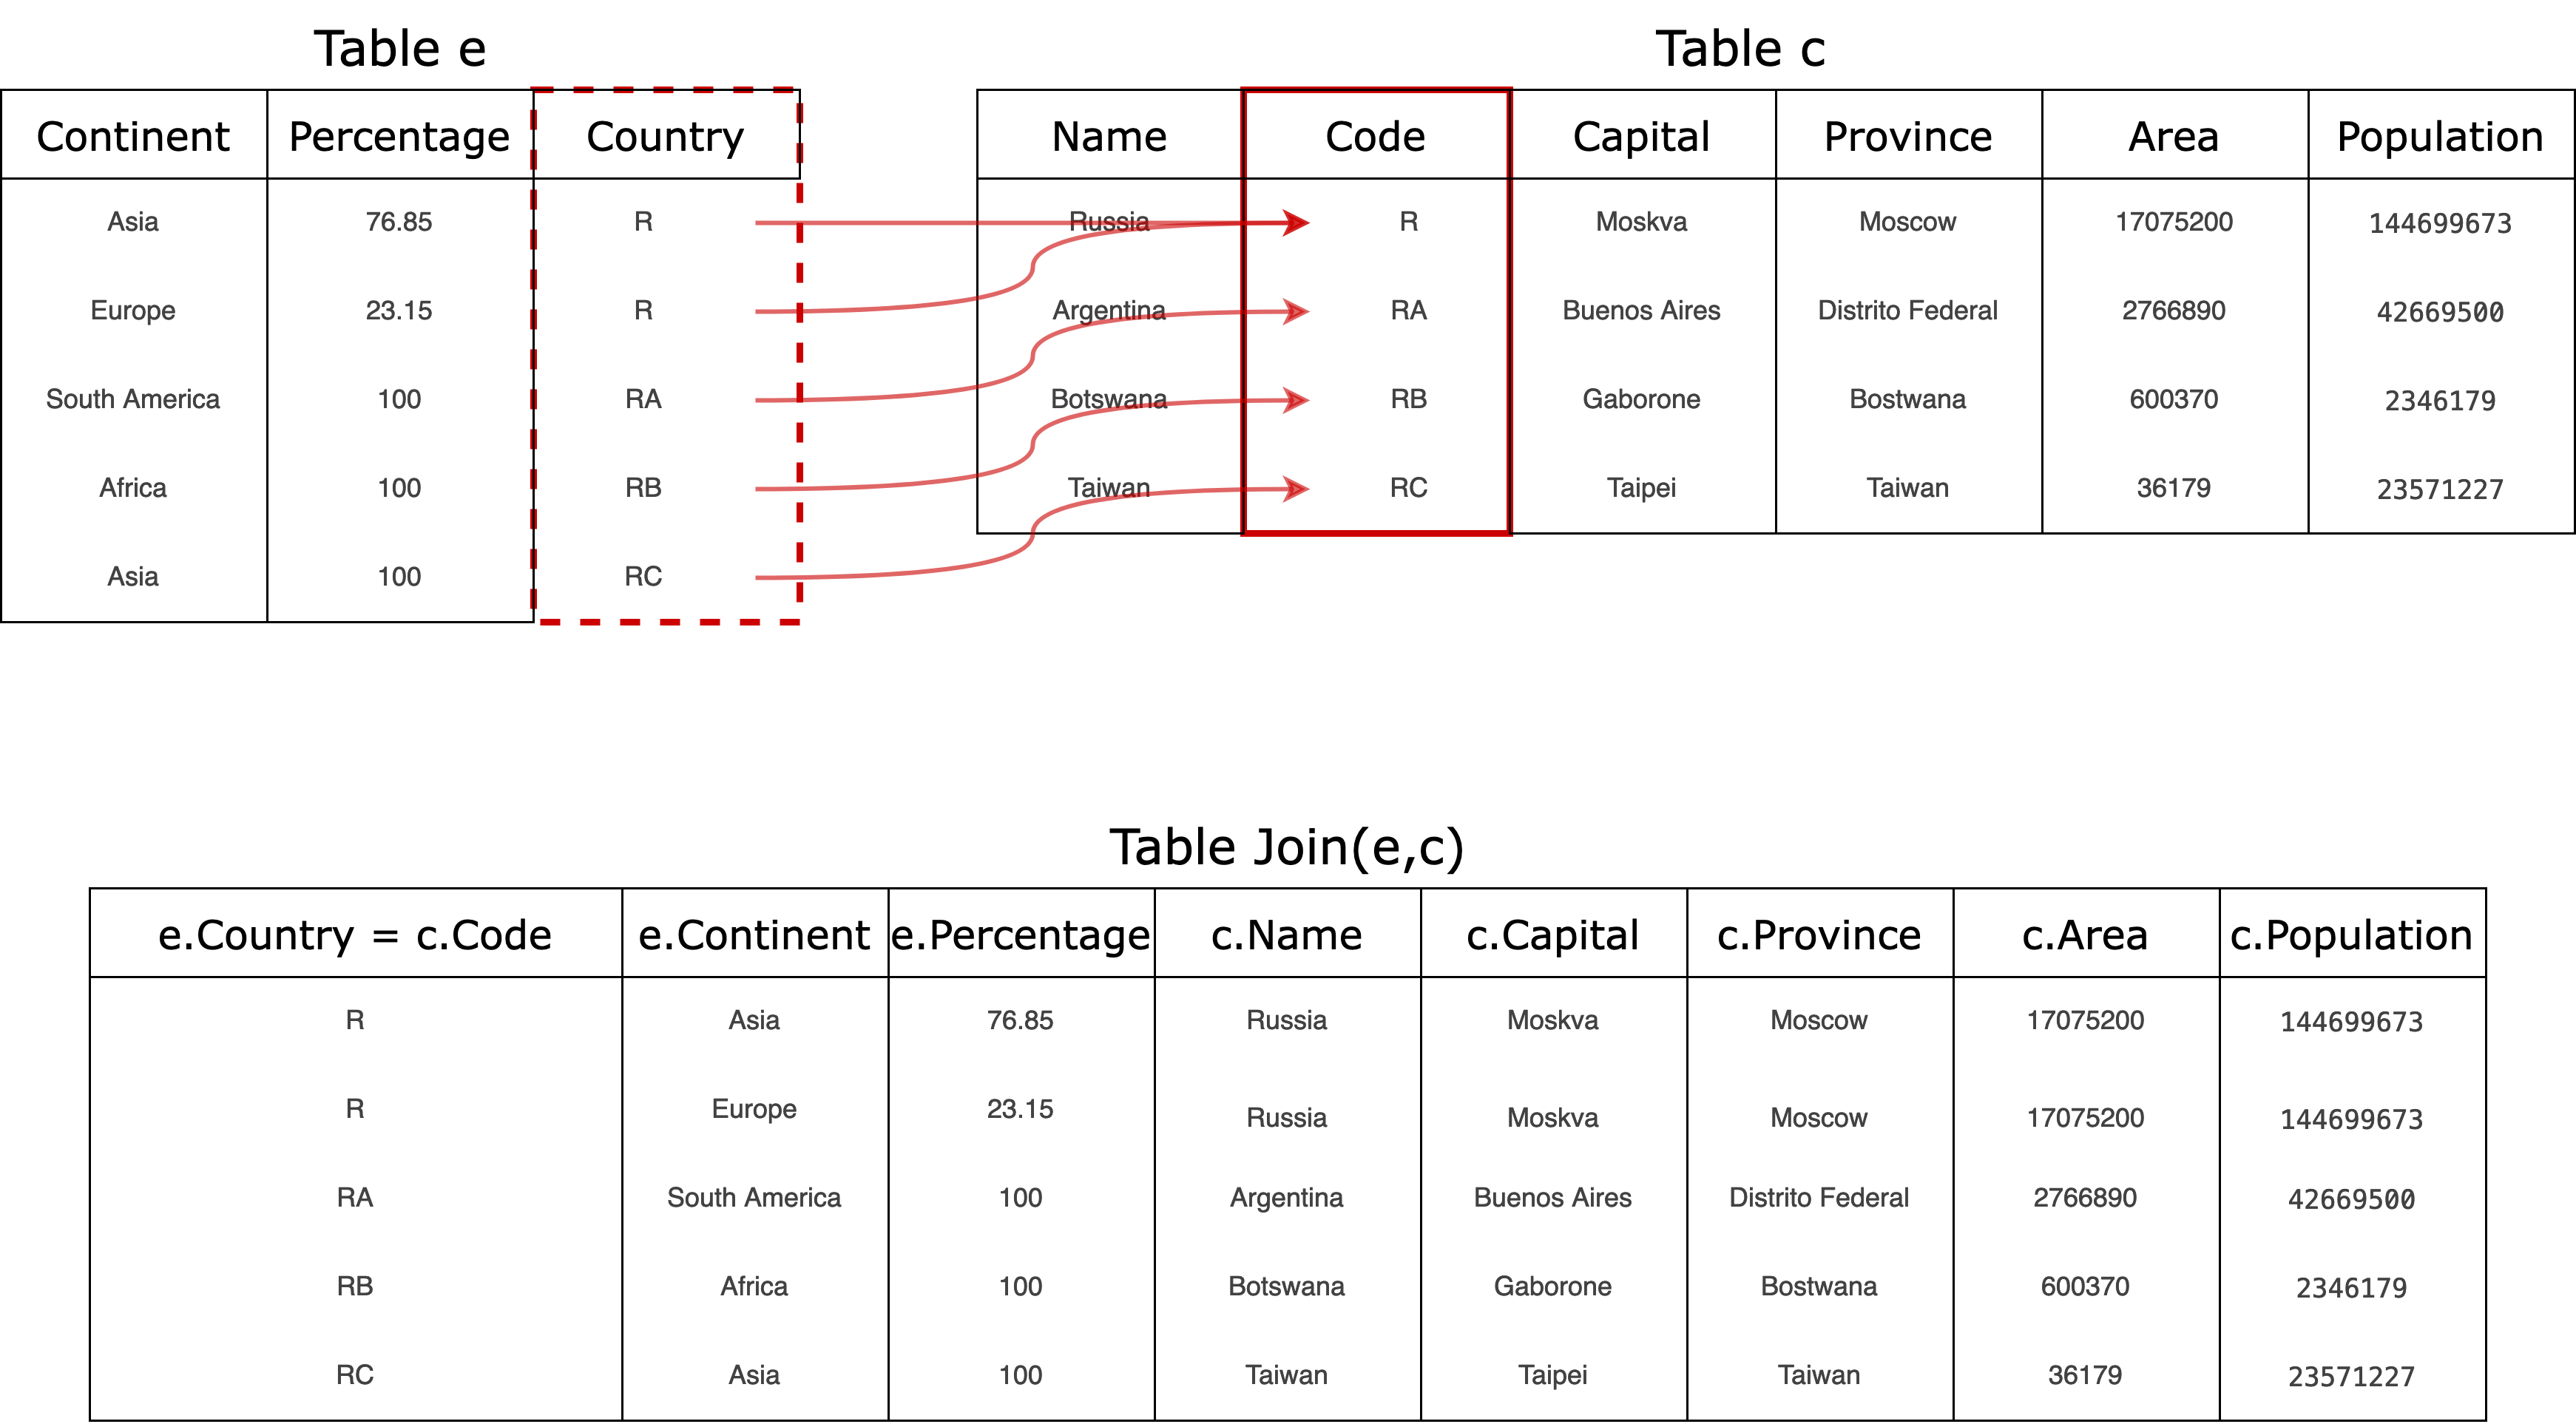 Table e
Continent Percentage Country
Asia 76.85 R
Europe 23.15 R
South America 100 RA
Africa 100 RB
Asia 100 RC
Table c
Name Code Capital Province Area Population
Russia R Moskva Moscow 17075200 144699673
Argentina RA Buenos Aires Distrito Federal 2766890 42669500
Botswana RB Gaborone Bostwana 600370 2346179
Taiwan RC Taipei Taiwan 36179 23571227
Table Join(e,c)
e.Country = c.Code e.Continent e.Percentage c.Name c.Capital c.Province c.Area c.Population
R Asia 76.85 Russia Moskva Moscow 17075200 144699673
R Europe 23.15 Russia Moskva Moscow 17075200 144699673
RA South America 100 Argentina Buenos Aires Distrito Federal 2766890 42669500
RB Africa 100 Botswana Gaborone Bostwana 600370 2346179
RC Asia 100 Taiwan Taipei Taiwan 36179 23571227